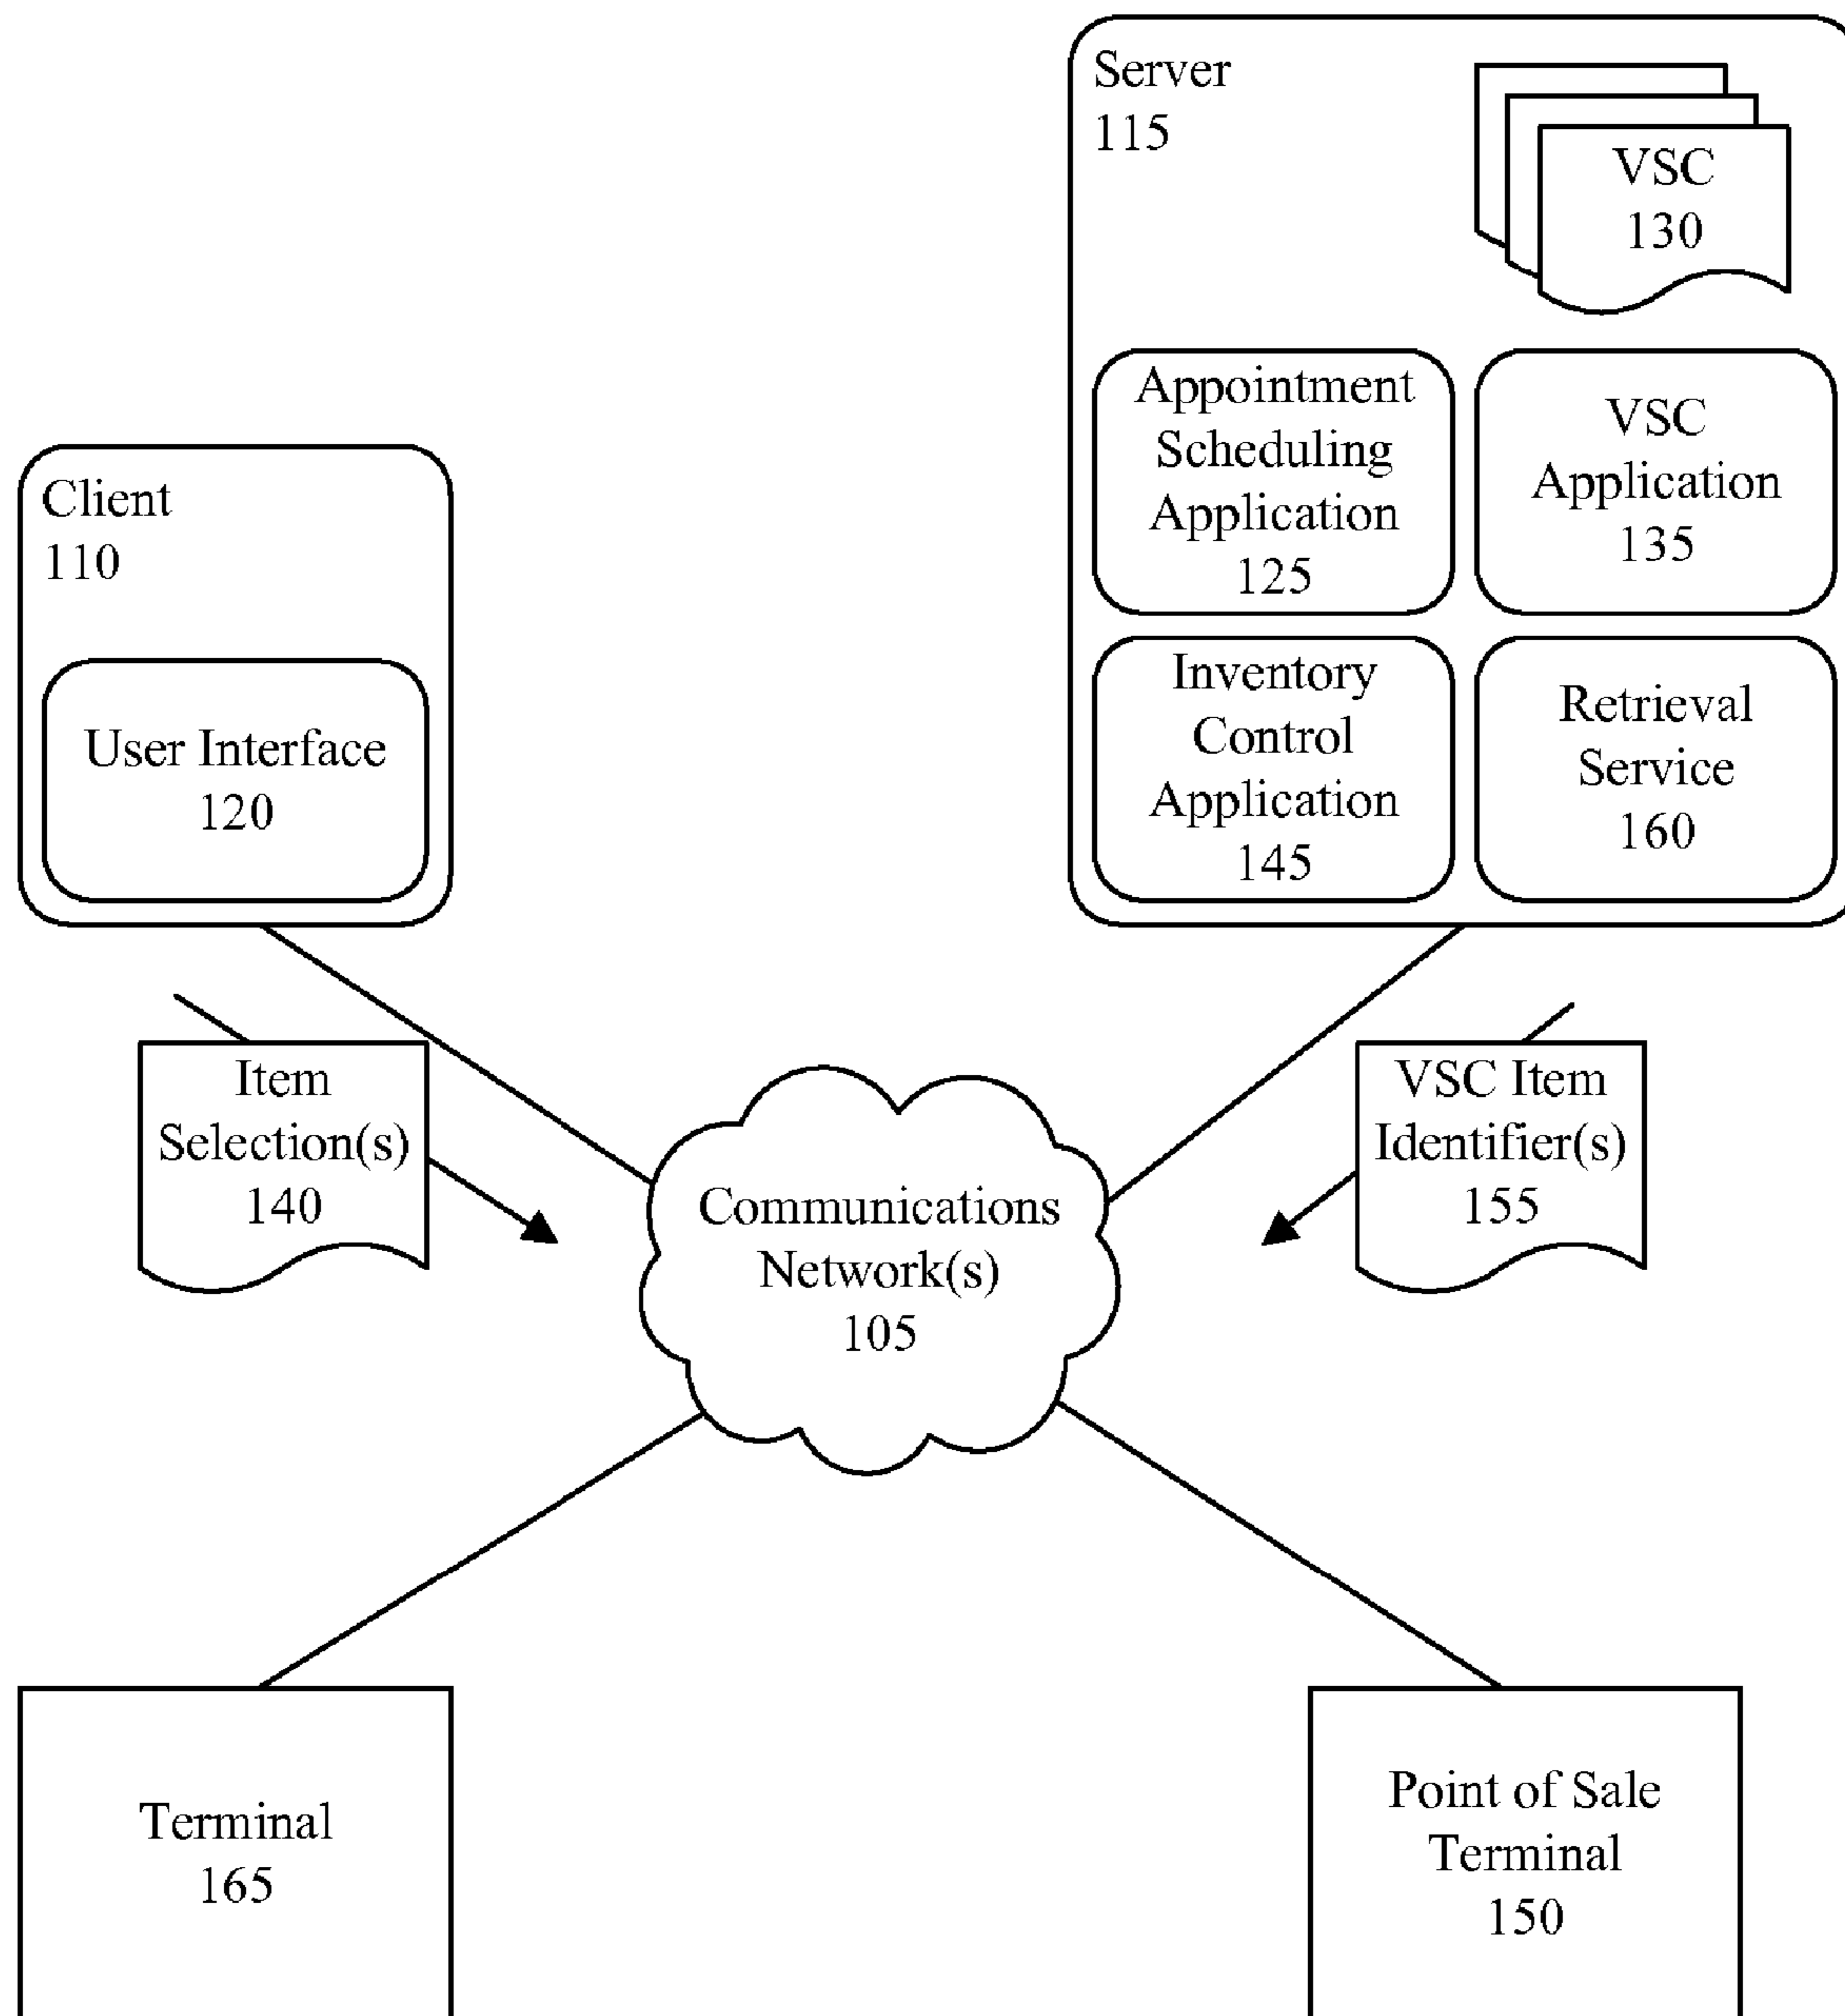 Server
115
VSC
130
Appointment
Scheduling
Application
125
VSC
Application
135
Client
110
User Interface
120
Inventory
Control
Application
145
Retrieval
Service
160
Item
Selection(s)
140
VSC Item
Identifier(s)
155
Communications
Network(s)
105
Terminal
165
Point of Sale
Terminal
150